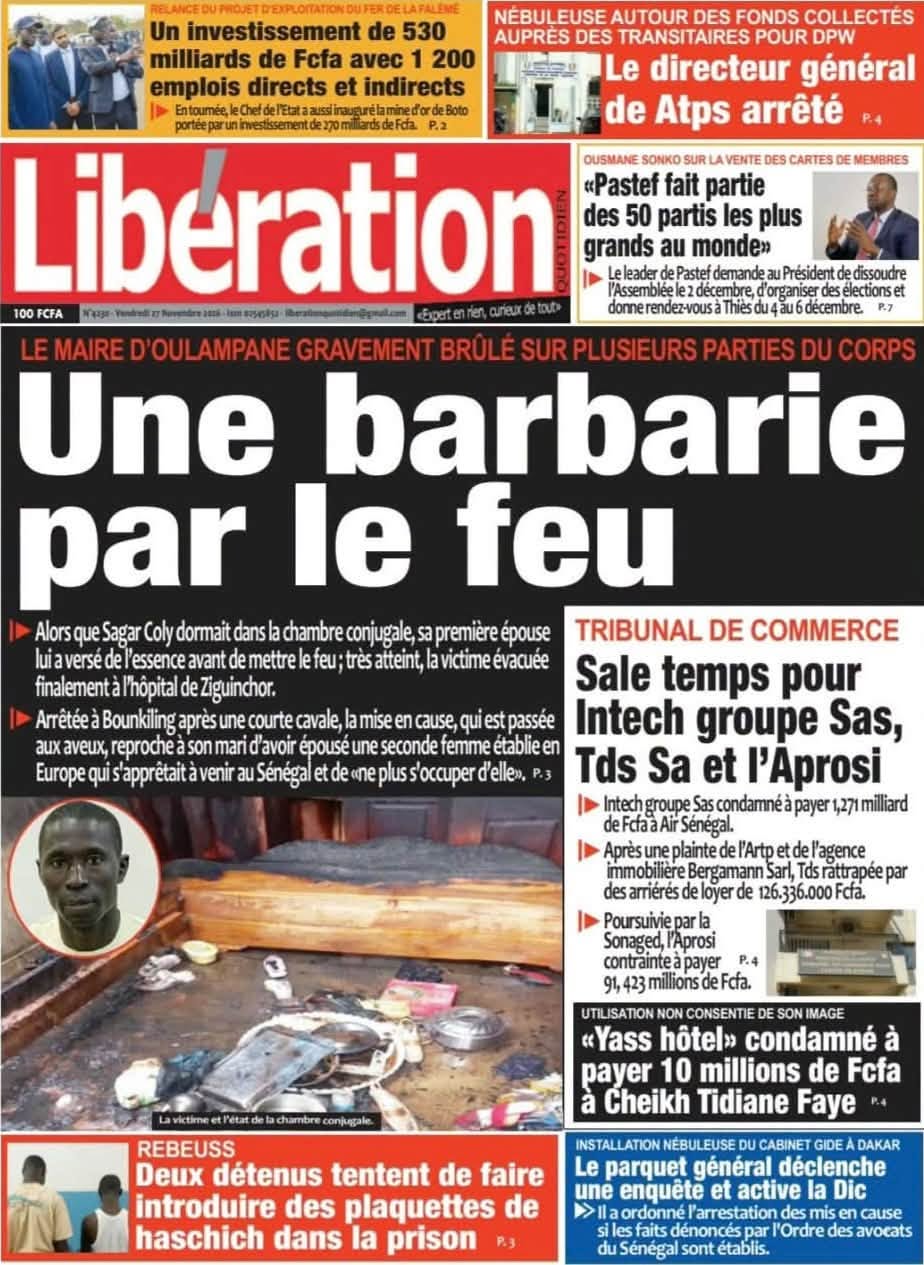 RELANCE DU PROJET D'EXPLOITATION DU FER DE LA FALÉMÉ
Un investissement de 530
milliards de Fcfa avec 1 200
emplois directs et indirects
En tournée, le Chef de l'Etat a aussi inauguré la mine d'or de Boto
portée par un investissement de 270 milliards de Fcfa. P. 2
NÉBULEUSE AUTOUR DES FONDS COLLECTÉS
AUPRÈS DES TRANSITAIRES POUR DPW
Le directeur général
de Atps arrêté P. 4
Libération
QUOTIDIEN
100 FCFA
N°4230 - Vendredi 27 Novembre 2026 - Issn 02545852 - liberationquotidien@gmail.com
«Expert en rien, curieux de tout»
OUSMANE SONKO SUR LA VENTE DES CARTES DE MEMBRES
«Pastef fait partie
des 50 partis les plus
grands au monde»
Le leader de Pastef demande au Président de dissoudre
l'Assemblée le 2 décembre, d'organiser des élections et
donne rendez-vous à Thiès du 4 au 6 décembre. P. 7
LE MAIRE D'OULAMPANE GRAVEMENT BRÛLÉ SUR PLUSIEURS PARTIES DU CORPS
Une barbarie
par le feu
Alors que Sagar Coly dormait dans la chambre conjugale, sa première épouse
lui a versé de l'essence avant de mettre le feu ; très atteint, la victime évacuée
finalement à l'hôpital de Ziguinchor.
Arrêtée à Bounkiling après une courte cavale, la mise en cause, qui est passée
aux aveux, reproche à son mari d'avoir épousé une seconde femme établie en
Europe qui s'apprêtait à venir au Sénégal et de «ne plus s'occuper d'elle». P. 3
La victime et l'état de la chambre conjugale.
TRIBUNAL DE COMMERCE
Sale temps pour
Intech groupe Sas,
Tds Sa et l'Aprosi
Intech groupe Sas condamné à payer 1,271 milliard
de Fcfa à Air Sénégal.
Après une plainte de l'Artp et de l'agence
immobilière Bergamann Sarl, Tds rattrapée par
des arriérés de loyer de 126.336.000 Fcfa.
Poursuivie par la
Sonaged, l'Aprosi
contrainte à payer P. 4
91, 423 millions de Fcfa.
UTILISATION NON CONSENTIE DE SON IMAGE
«Yass hôtel» condamné à
payer 10 millions de Fcfa
à Cheikh Tidiane Faye P. 4
REBEUSS
Deux détenus tentent de faire
introduire des plaquettes de
haschich dans la prison P. 3
INSTALLATION NÉBULEUSE DU CABINET GIDE À DAKAR
Le parquet général déclenche
une enquête et active la Dic
Il a ordonné l'arrestation des mis en cause
si les faits dénoncés par l'Ordre des avocats
du Sénégal sont établis.